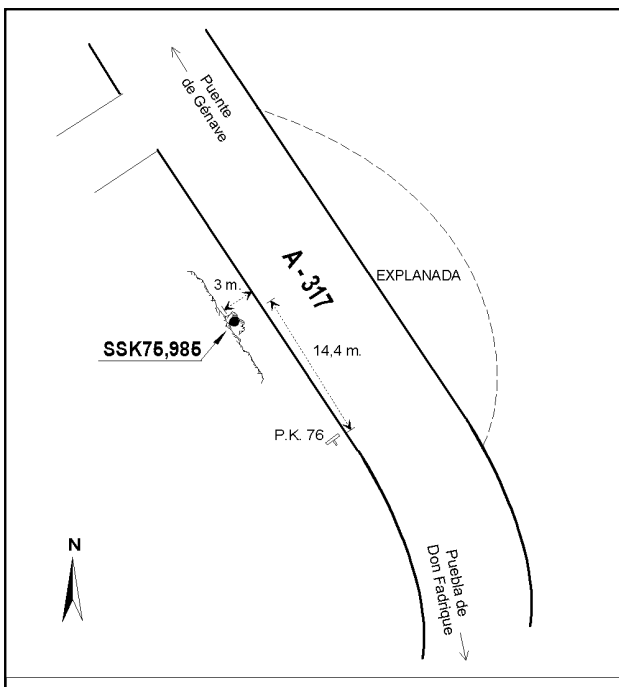 Puente
de Génave
A - 317
EXPLANADA
3 m.
14,4 m.
SSK75,985
P.K. 76
Puebla de
Don Fadrique
N